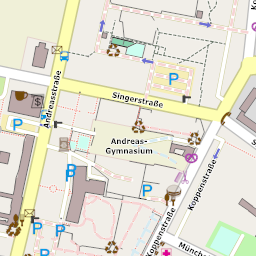 P
Singerstraße
Andreasstraße
$
P
Andreas-
Gymnasium
P
P
P
P
Koppenstraße
Koppenstraße
Münch